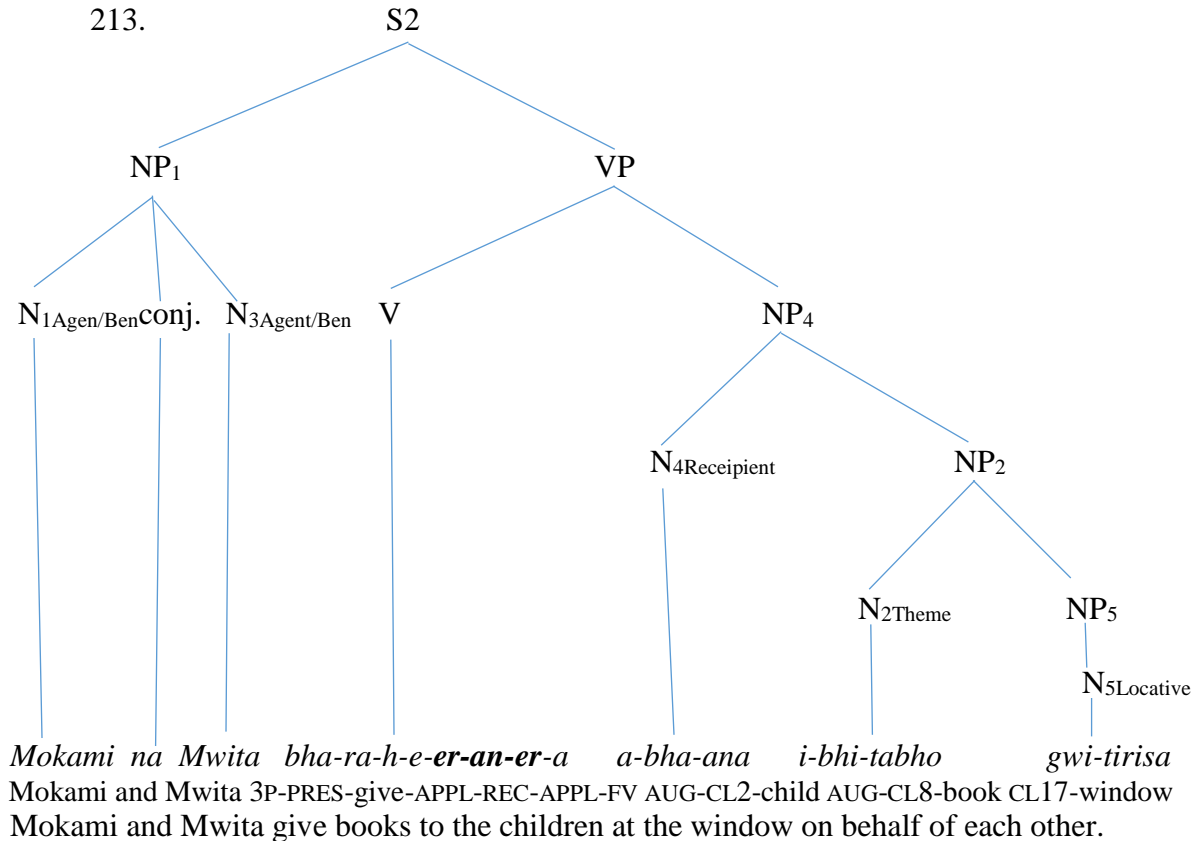 213. S2
NP1 VP
N1Agen/Ben conj. N3Agent/Ben V NP4
N4Receipient NP2
N2Theme NP5
N5Locative
Mokami na Mwita bha-ra-h-e-er-an-er-a a-bha-ana i-bhi-tabho gwi-tirisa
Mokami and Mwita 3P-PRES-give-APPL-REC-APPL-FV AUG-CL2-child AUG-CL8-book CL17-window
Mokami and Mwita give books to the children at the window on behalf of each other.